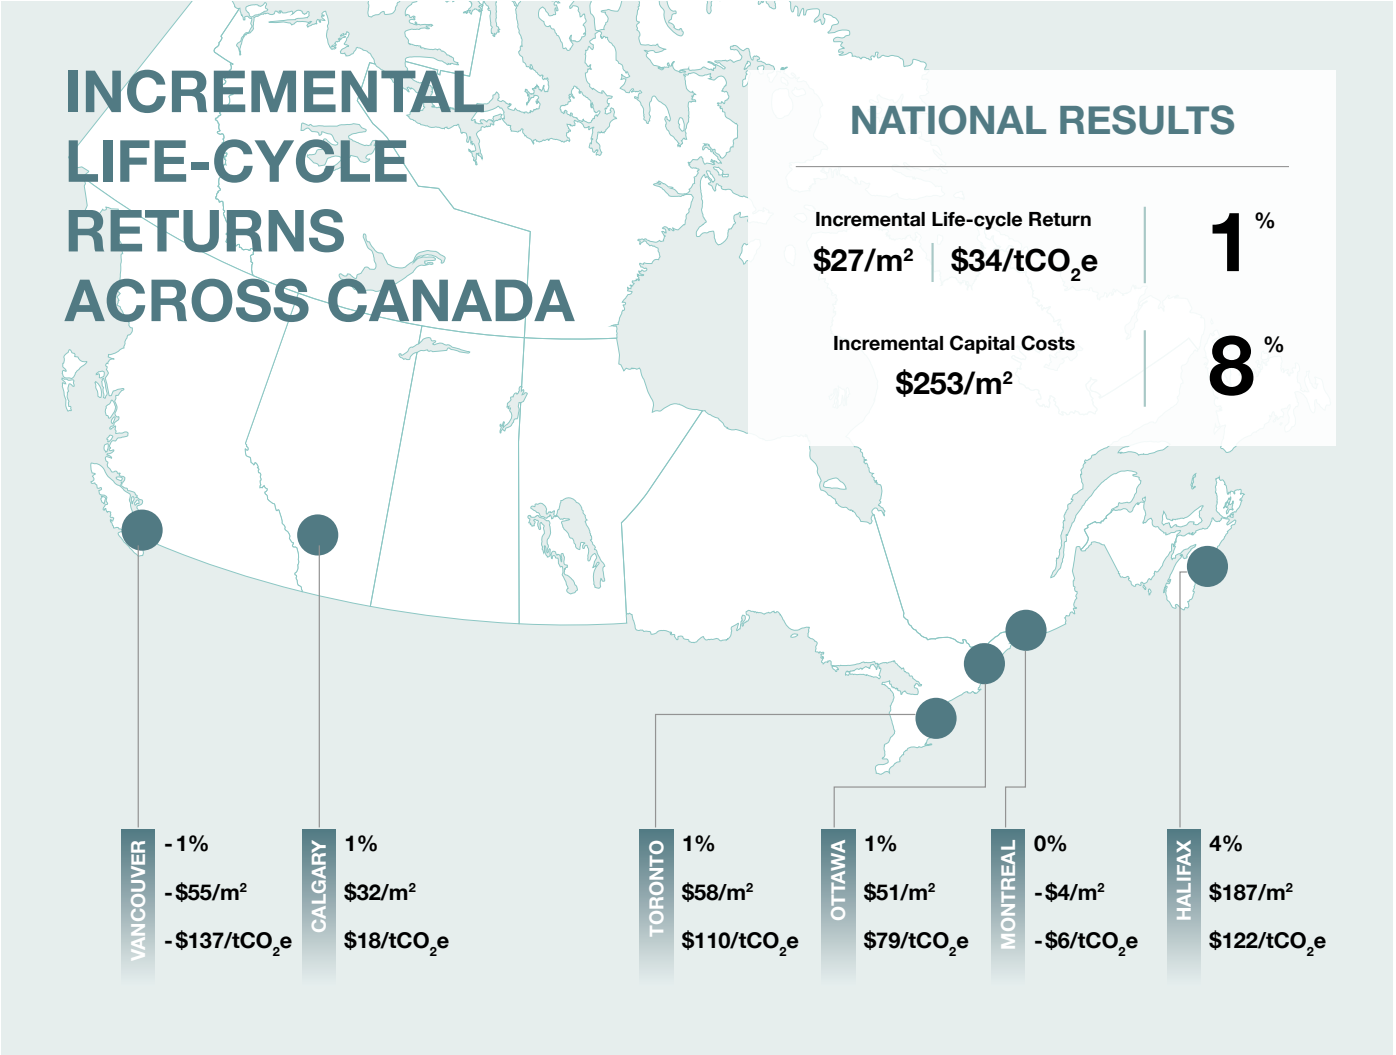 INCREMENTAL
LIFE-CYCLE
RETURNS
ACROSS CANADA
NATIONAL RESULTS
Incremental Life-cycle Return
$27/m² $34/tCO₂e
1%
Incremental Capital Costs
$253/m²
8%
VANCOUVER
-1%
-$55/m²
-$137/tCO₂e
CALGARY
1%
$32/m²
$18/tCO₂e
TORONTO
1%
$58/m²
$110/tCO₂e
OTTAWA
1%
$51/m²
$79/tCO₂e
MONTREAL
0%
-$4/m²
-$6/tCO₂e
HALIFAX
4%
$187/m²
$122/tCO₂e